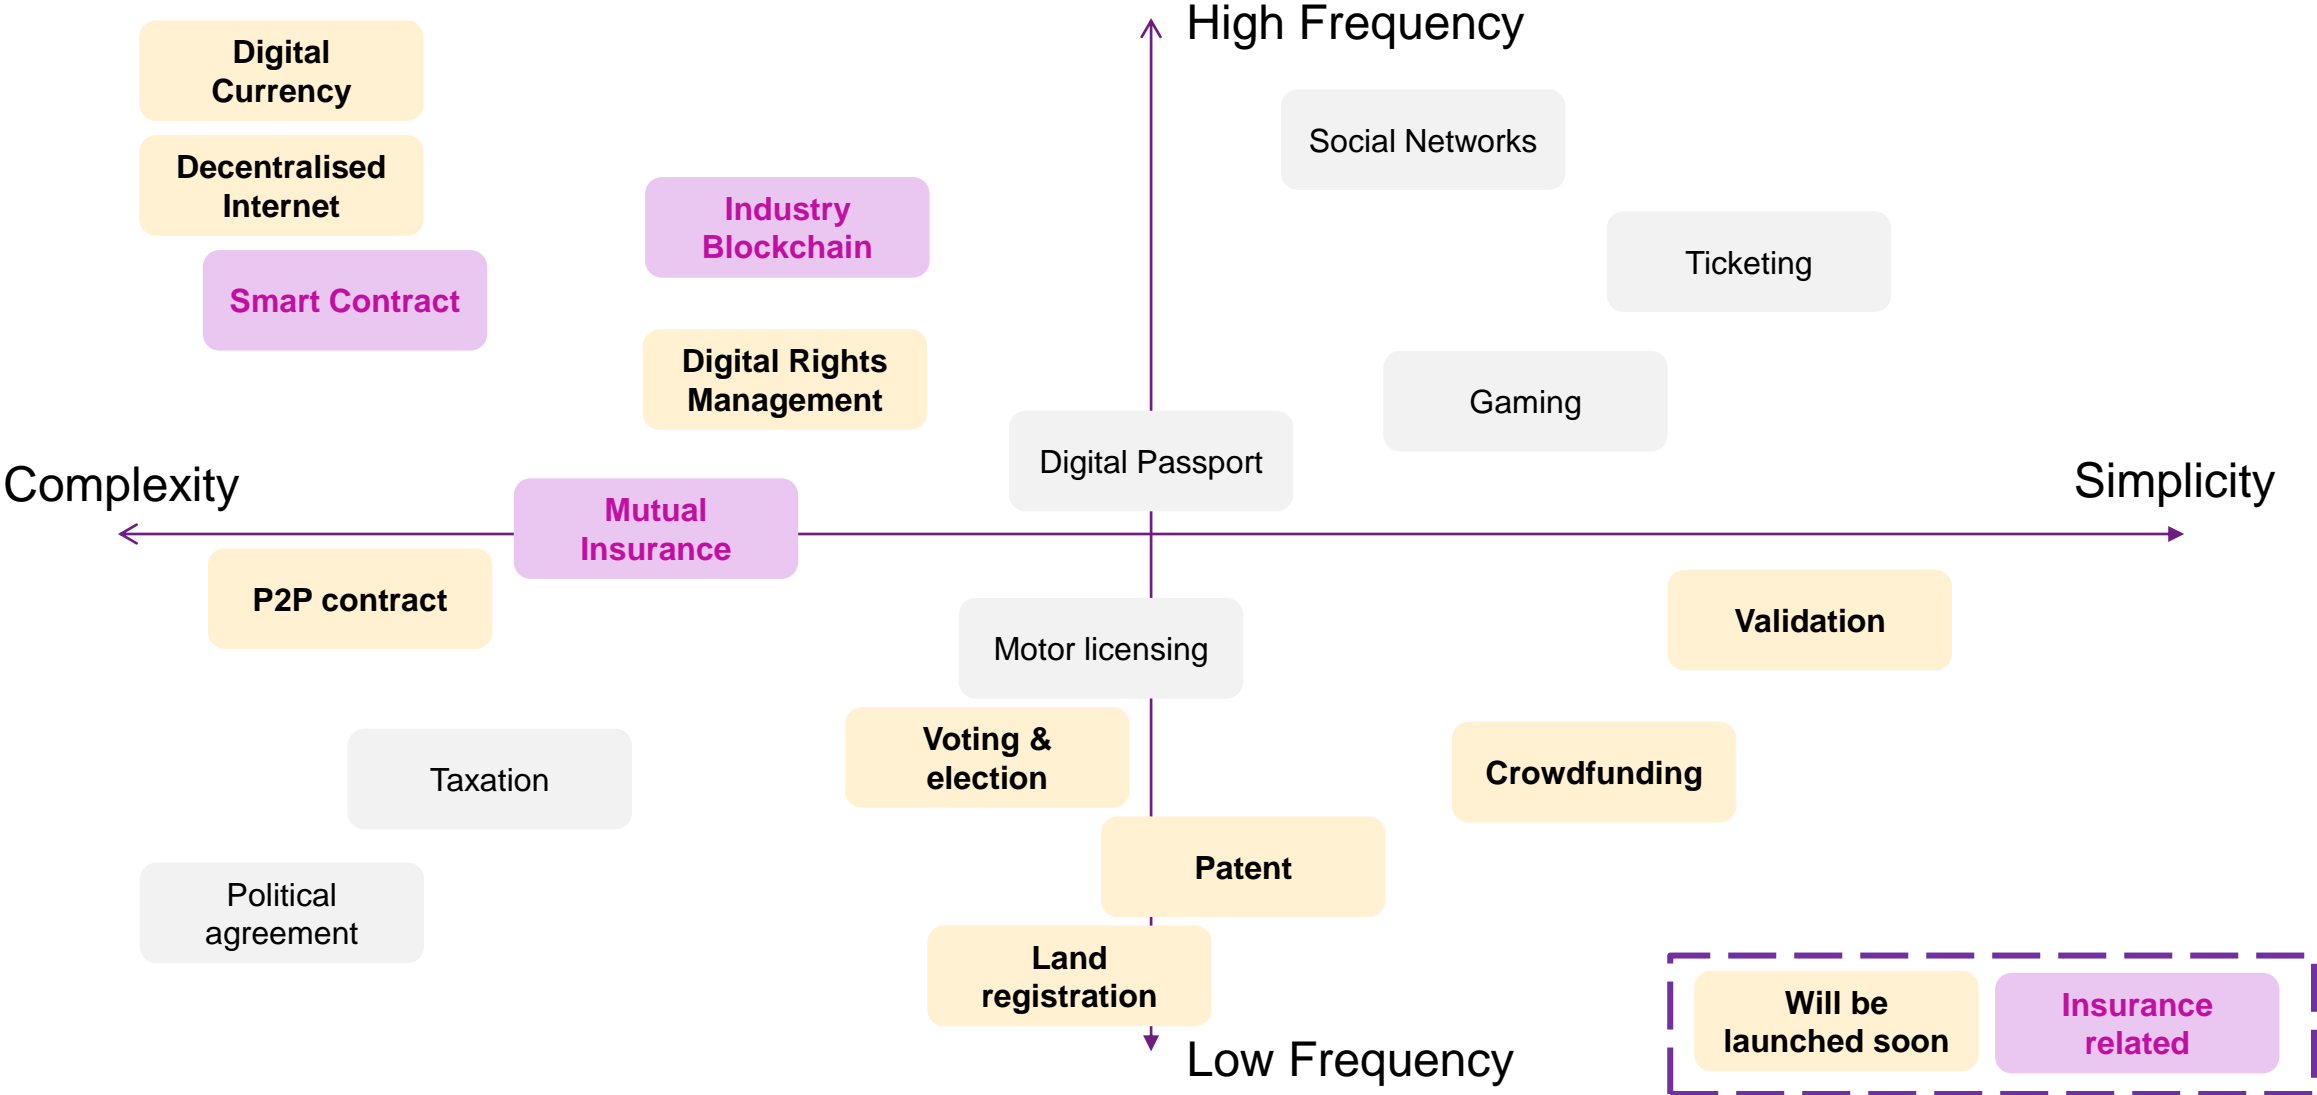 High Frequency
Digital
Currency
Social Networks
Decentralised
Internet
Industry
Blockchain
Ticketing
Smart Contract
Digital Rights
Management
Gaming
Digital Passport
Complexity
Simplicity
Mutual
Insurance
P2P contract
Validation
Motor licensing
Voting &
election
Taxation
Crowdfunding
Patent
Political
agreement
Land
registration
Will be
launched soon
Insurance
related
Low Frequency